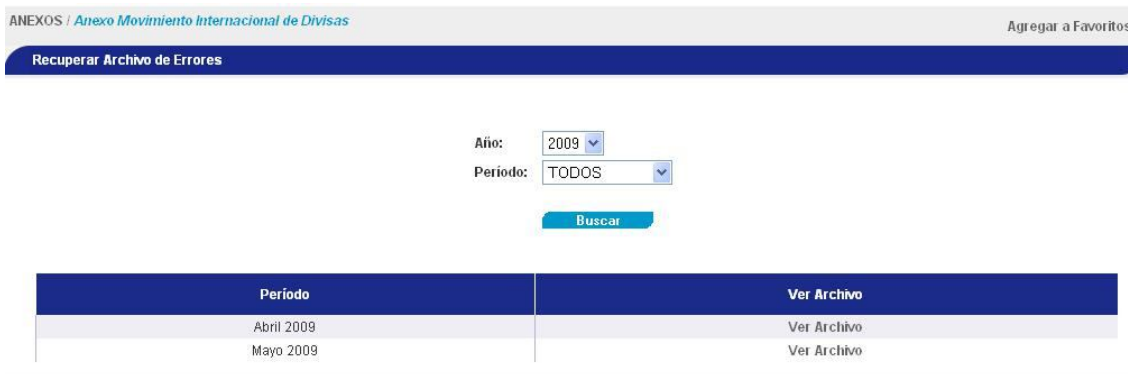 ANEXOS / Anexo Movimiento Internacional de Divisas
Agregar a Favoritos
Recuperar Archivo de Errores
Año: 2009
Período: TODOS
Buscar
Período Ver Archivo
Abril 2009 Ver Archivo
Mayo 2009 Ver Archivo